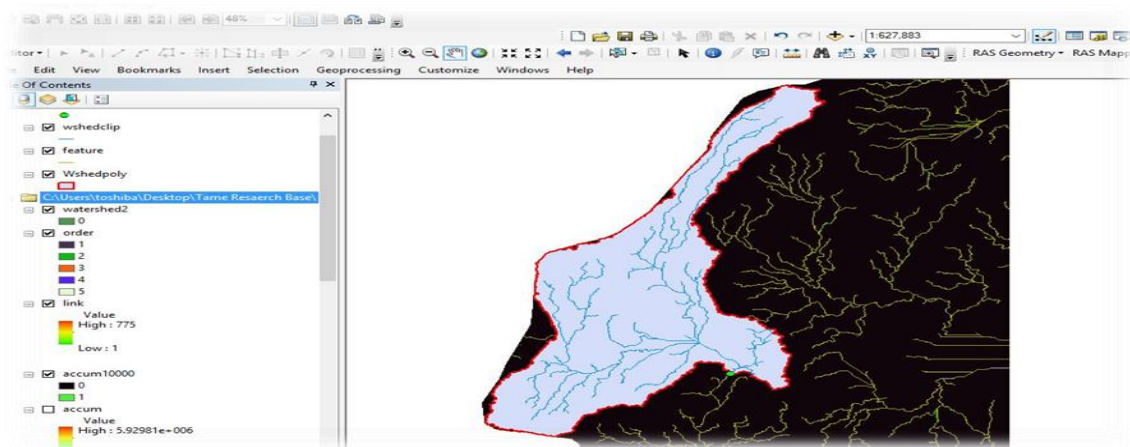 48%
1:627,883
itor
RAS Geometry
RAS Mapp
Edit View Bookmarks Insert Selection Geoprocessing Customize Windows Help
Of Contents
wshedclip
feature
Wshedpoly
C:\Users\toshiba\Desktop\Tame Resaerch Base\
watershed2
0
order
1
2
3
4
5
link
Value
High : 775
Low : 1
accum10000
0
1
accum
Value
High : 5.92981e+006